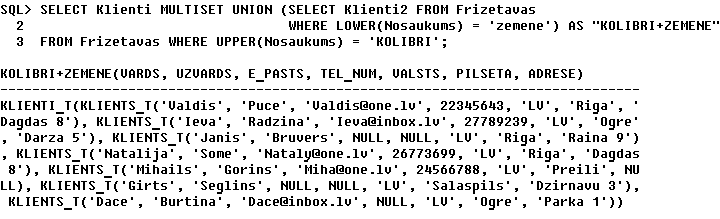 SQL> SELECT Klienti MULTISET UNION (SELECT Klienti2 FROM Frizetavas
2 WHERE LOWER(Nosaukums) = 'zemene') AS "KOLIBRI+ZEMENE"
3 FROM Frizetavas WHERE UPPER(Nosaukums) = 'KOLIBRI';
KOLIBRI+ZEMENE(VARDS, UZVARDS, E_PASTS, TEL_NUM, VALSTS, PILSETA, ADRESE)
--------------------------------------------------------------------------------
KLIENTI_T(KLIENTS_T('Valdis', 'Puce', 'Valdis@one.lv', 22345643, 'LV', 'Riga', '
Dagdas 8'), KLIENTS_T('Ieva', 'Radzina', 'Ieva@inbox.lv', 27789239, 'LV', 'Ogre'
, 'Darza 5'), KLIENTS_T('Janis', 'Bruvers', NULL, NULL, 'LV', 'Riga', 'Raina 9')
, KLIENTS_T('Natalija', 'Some', 'Nataly@one.lv', 26773699, 'LV', 'Riga', 'Dagdas
8'), KLIENTS_T('Mihails', 'Gorins', 'Miha@one.lv', 24566788, 'LV', 'Preili', NU
LL), KLIENTS_T('Girts', 'Seglins', NULL, NULL, 'LV', 'Salaspils', 'Dzirnavu 3'),
KLIENTS_T('Dace', 'Burtina', 'Dace@inbox.lv', NULL, 'LV', 'Ogre', 'Parka 1'))